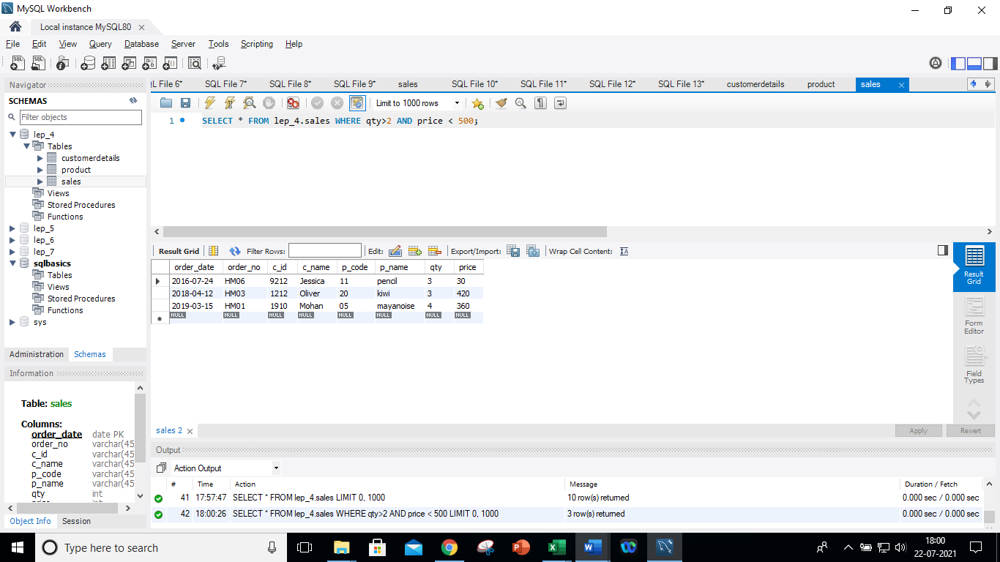 MySQL Workbench
Local instance MySQL80
File Edit View Query Database Server Tools Scripting Help
Navigator
SCHEMAS
Filter objects
lep_4
Tables
customerdetails
product
sales
Views
Stored Procedures
Functions
lep_5
lep_6
lep_7
sqlbasics
Tables
Views
Stored Procedures
Functions
sys
Administration Schemas
Information
Table: sales
Columns:
order_date date PK
order_no varchar(45
c_id varchar(45
c_name varchar(45
p_code varchar(45
p_name varchar(45
qty int
Object Info Session
L File 6* SQL File 7* SQL File 8* SQL File 9* sales SQL File 10* SQL File 11* SQL File 12* SQL File 13* customerdetails product sales
Limit to 1000 rows
1 SELECT * FROM lep_4.sales WHERE qty>2 AND price < 500;
Result Grid Filter Rows: Edit: Export/Import: Wrap Cell Content:
order_date order_no c_id c_name p_code p_name qty price
2016-07-24 HM06 9212 Jessica 11 pencil 3 30
2018-04-12 HM03 1212 Oliver 20 kiwi 3 420
2019-03-15 HM01 1910 Mohan 05 mayanoise 4 360
NULL NULL NULL NULL NULL NULL NULL NULL
Result
Grid
Form
Editor
Field
Types
sales 2
Apply Revert
Output
Action Output
# Time Action Message Duration / Fetch
41 17:57:47 SELECT * FROM lep_4.sales LIMIT 0, 1000 10 row(s) returned 0.000 sec / 0.000 sec
42 18:00:26 SELECT * FROM lep_4.sales WHERE qty>2 AND price < 500 LIMIT 0, 1000 3 row(s) returned 0.000 sec / 0.000 sec
Type here to search
18:00
22-07-2021